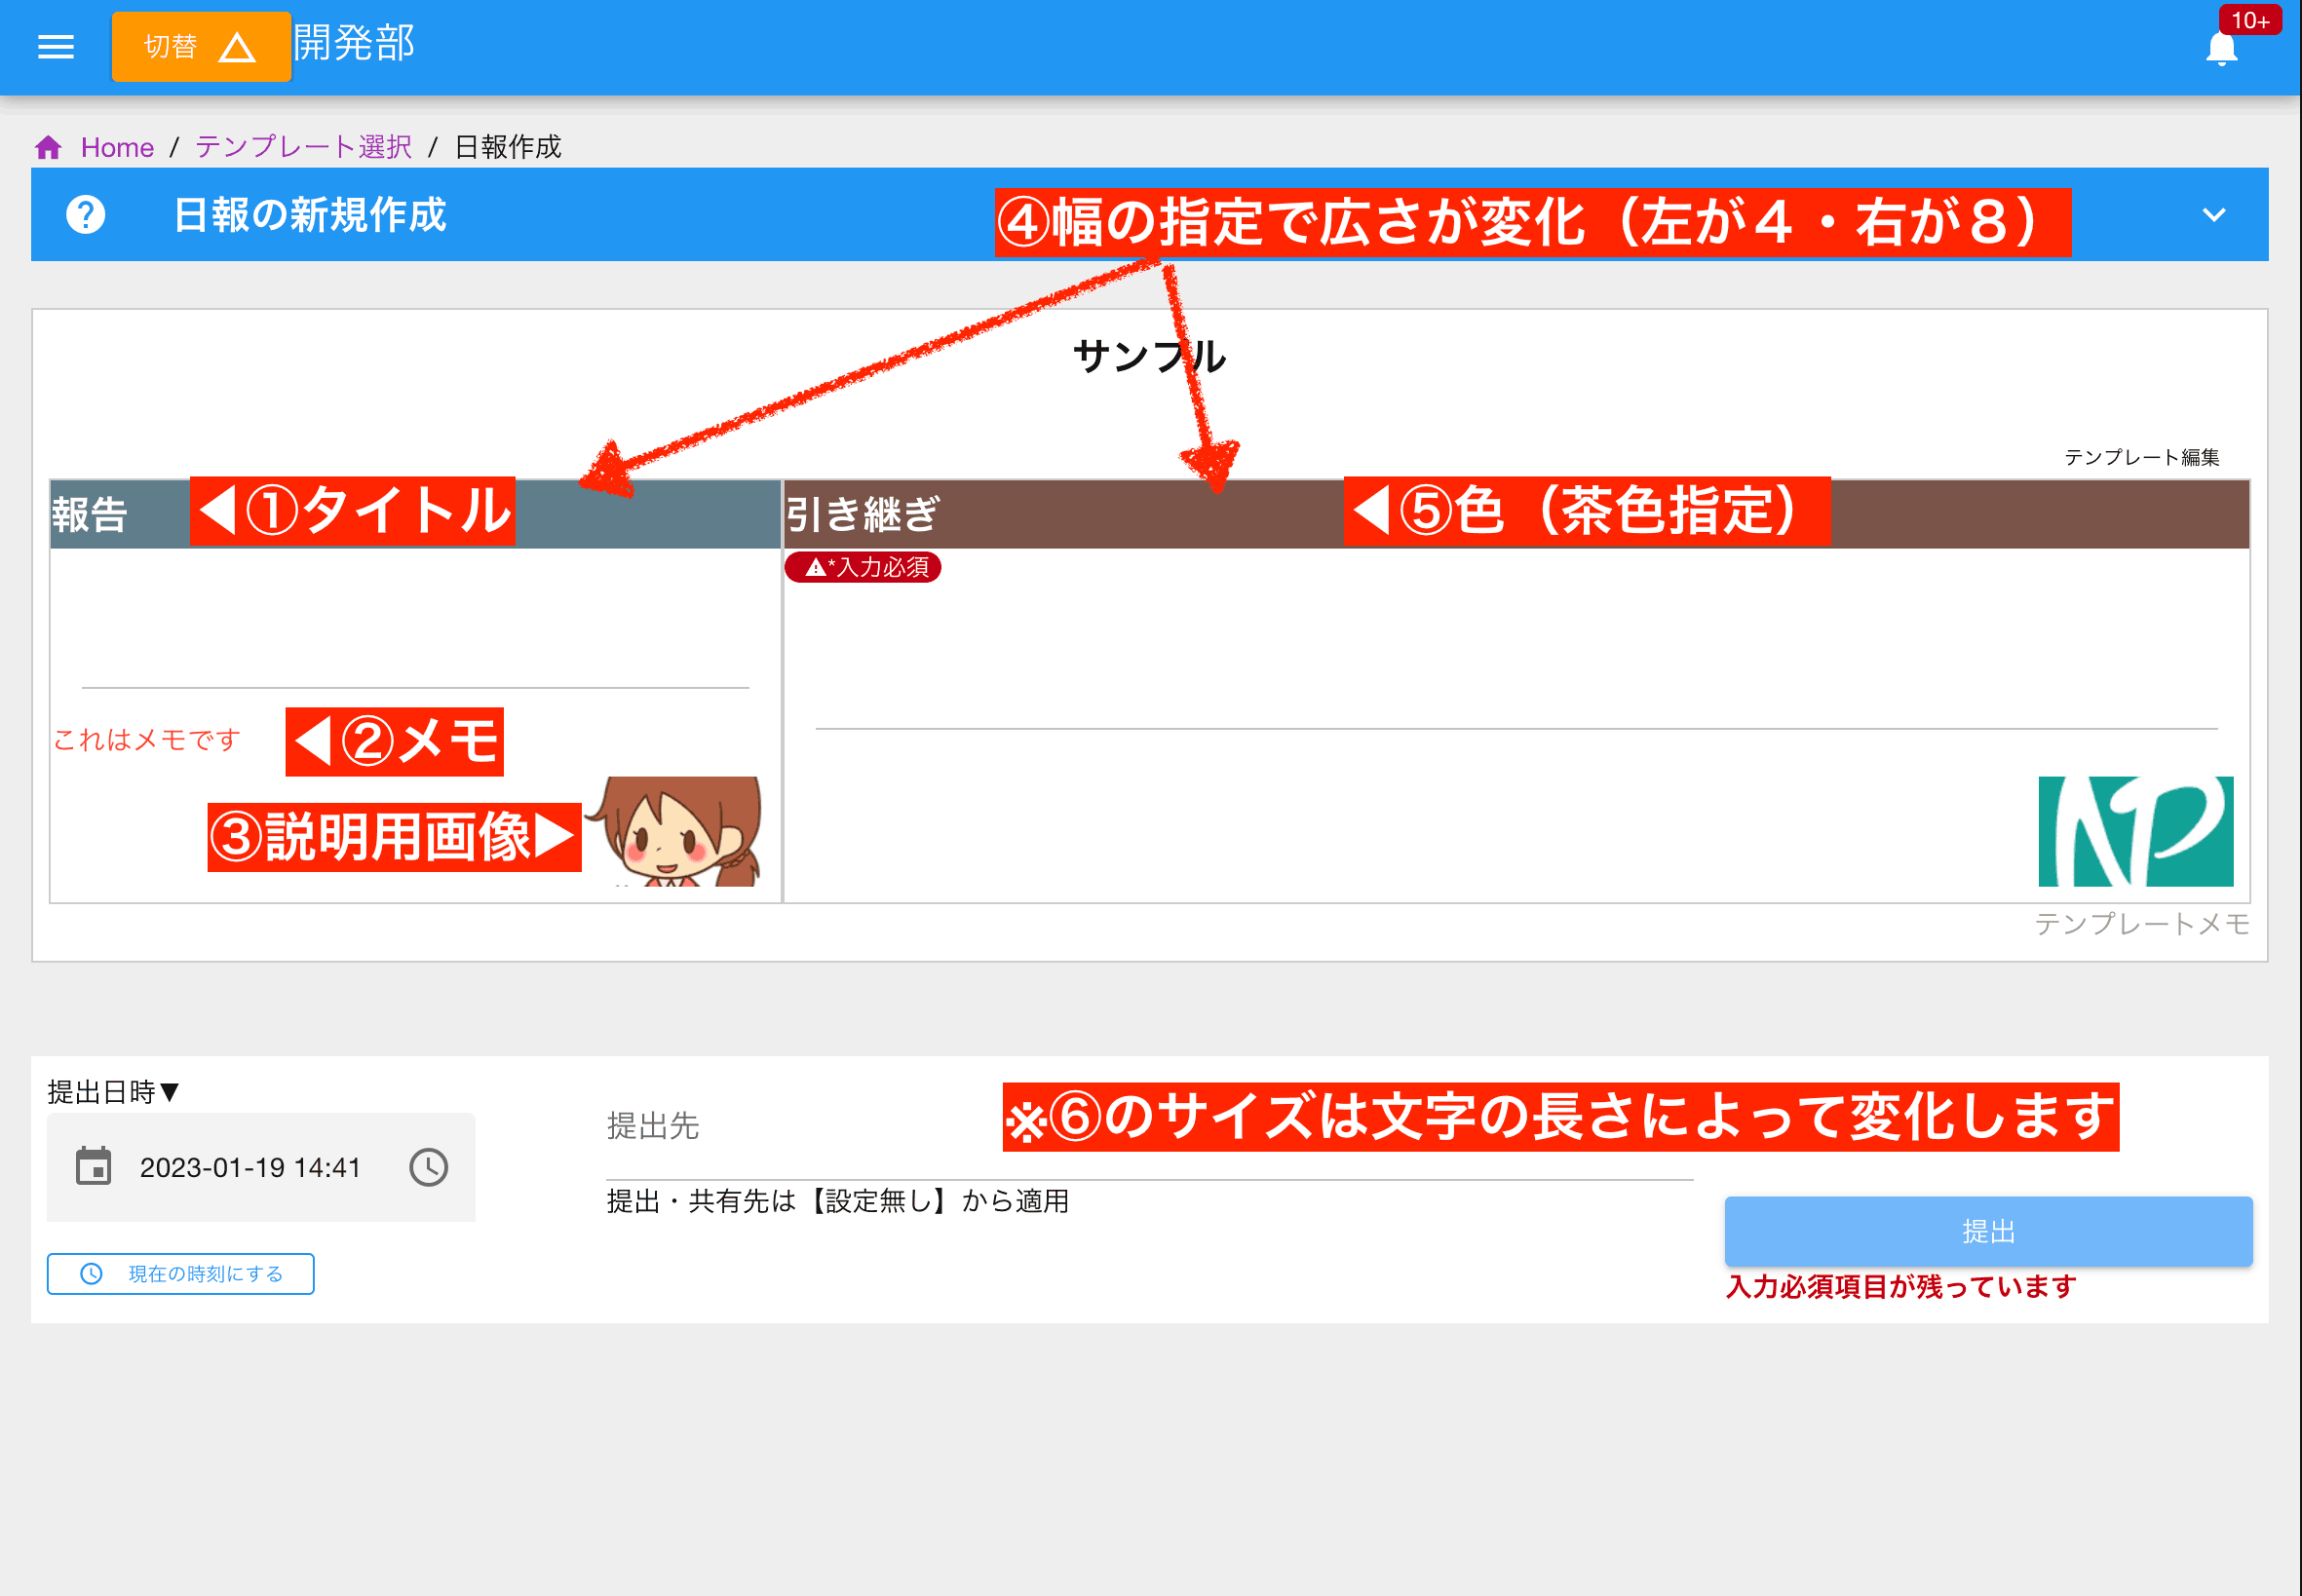 切替 開発部
10+
Home / テンプレート選択 / 日報作成
日報の新規作成
④幅の指定で広さが変化（左が４・右が８）
サンプル
テンプレート編集
報告
◀①タイトル
引き継ぎ
◀⑤色（茶色指定）
*入力必須
これはメモです
◀②メモ
③説明用画像▶
NP
テンプレートメモ
提出日時▼
2023-01-19 14:41
現在の時刻にする
提出先
※⑥のサイズは文字の長さによって変化します
提出・共有先は【設定無し】から適用
提出
入力必須項目が残っています